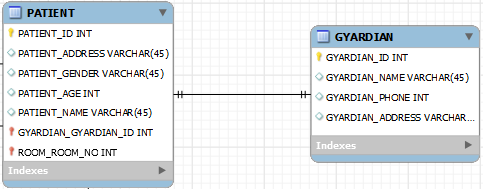 PATIENT
PATIENT_ID INT
PATIENT_ADDRESS VARCHAR(45)
PATIENT_GENDER VARCHAR(45)
PATIENT_AGE INT
PATIENT_NAME VARCHAR(45)
GYARDIAN_GYARDIAN_ID INT
ROOM_ROOM_NO INT
Indexes
GYARDIAN
GYARDIAN_ID INT
GYARDIAN_NAME VARCHAR(45)
GYARDIAN_PHONE INT
GYARDIAN_ADDRESS VARCHAR...
Indexes